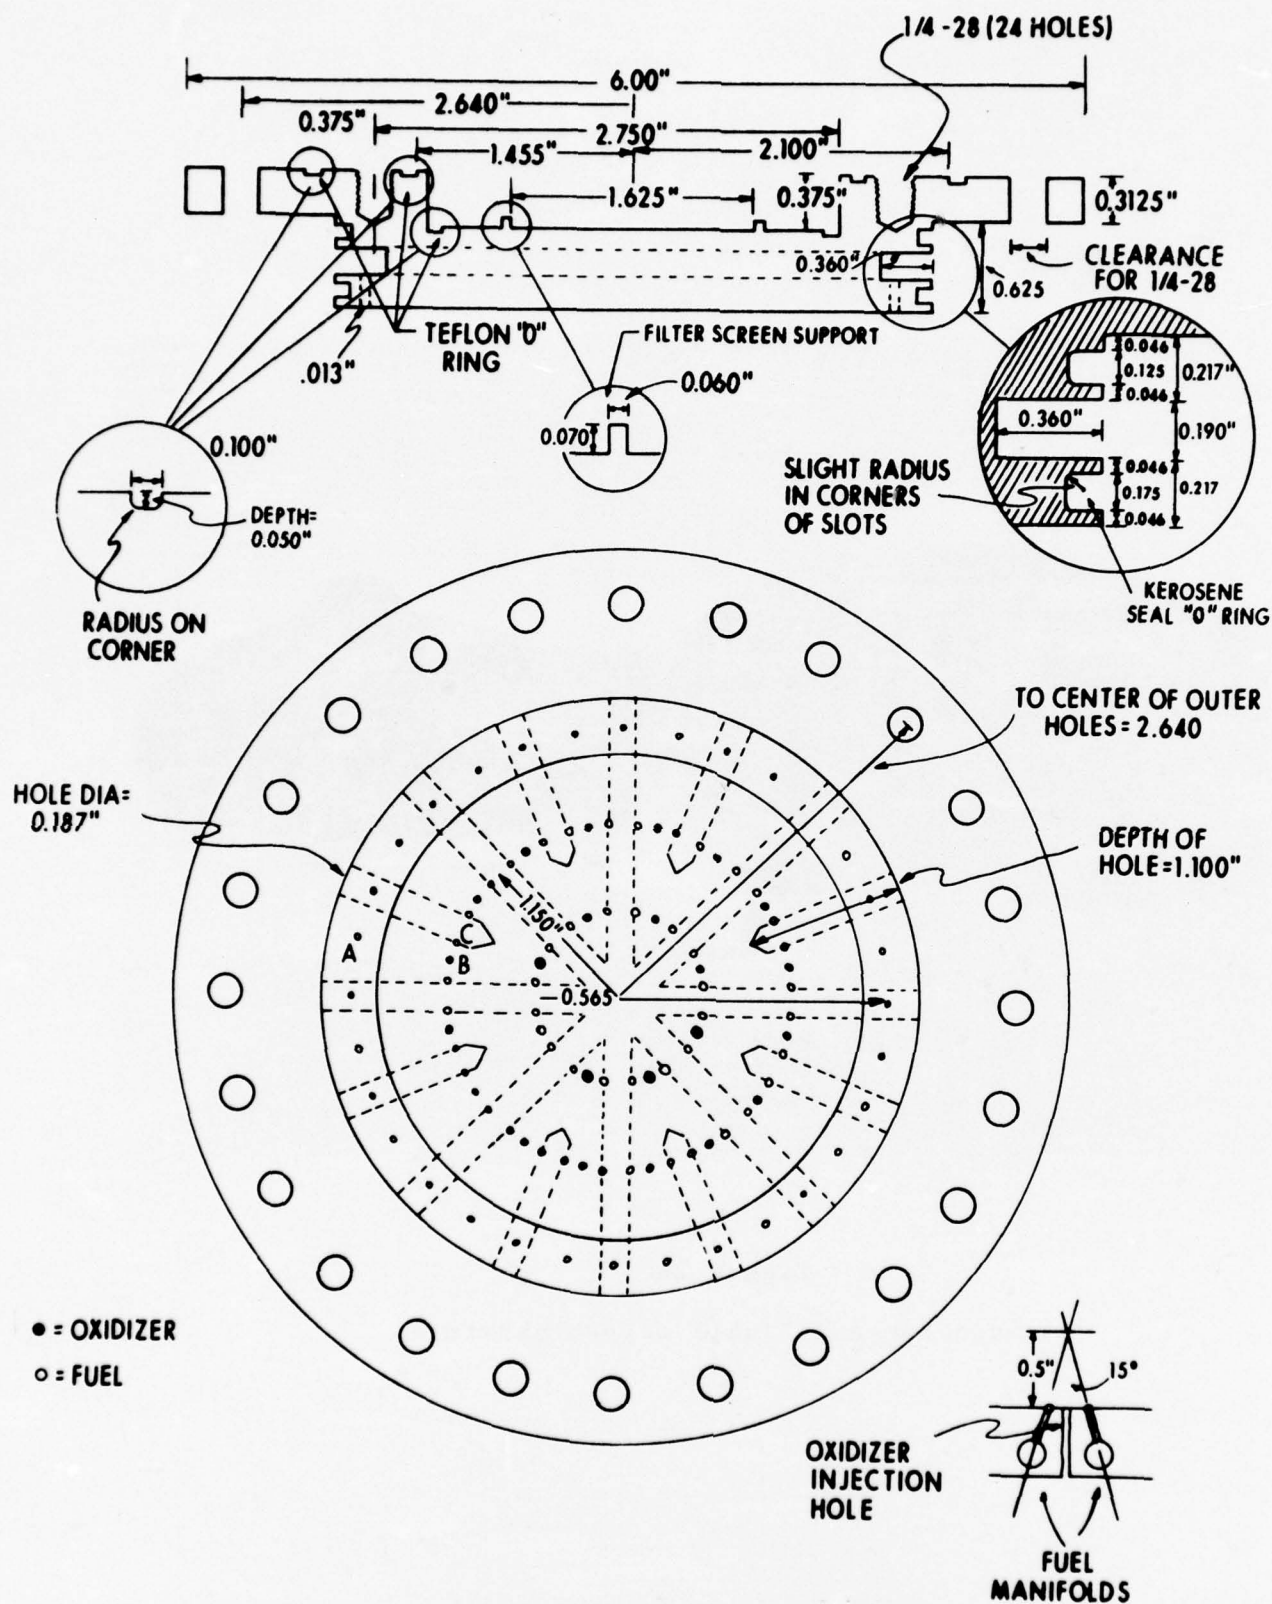 1/4-28 (24 HOLES)
6.00"
2.640"
0.375"
2.750"
1.455"
2.100"
1.625"
0.375"
0.3125"
0.360"
0.625
CLEARANCE
FOR 1/4-28
TEFLON "O"
RING
.013"
FILTER SCREEN SUPPORT
0.060"
0.070
0.100"
DEPTH=
0.050"
RADIUS ON
CORNER
0.046
0.125
0.046
0.217"
0.360"
0.190"
0.046
0.175
0.046
0.217
SLIGHT RADIUS
IN CORNERS
OF SLOTS
KEROSENE
SEAL "O" RING
TO CENTER OF OUTER
HOLES = 2.640
HOLE DIA=
0.187"
DEPTH OF
HOLE=1.100"
1.150"
A
C
B
0.565
● = OXIDIZER
○ = FUEL
0.5"
15°
OXIDIZER
INJECTION
HOLE
FUEL
MANIFOLDS